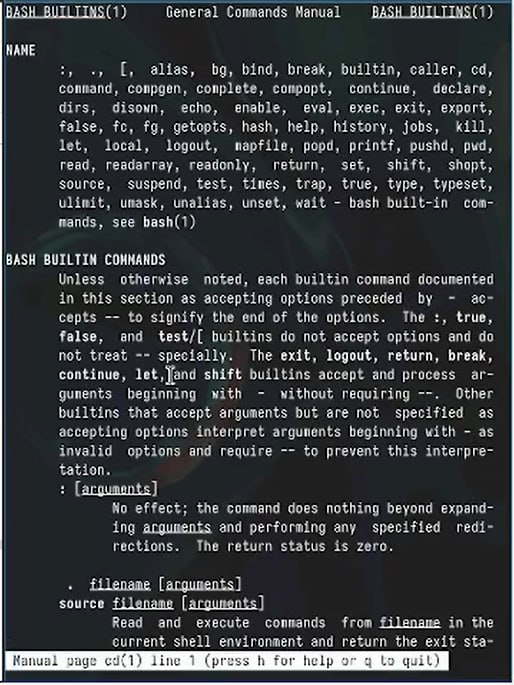 BASH BUILTINS(1) General Commands Manual BASH BUILTINS(1)
NAME
:, ., [, alias, bg, bind, break, builtin, caller, cd,
command, compgen, complete, compopt, continue, declare,
dirs, disown, echo, enable, eval, exec, exit, export,
false, fc, fg, getopts, hash, help, history, jobs, kill,
let, local, logout, mapfile, popd, printf, pushd, pwd,
read, readarray, readonly, return, set, shift, shopt,
source, suspend, test, times, trap, true, type, typeset,
ulimit, umask, unalias, unset, wait - bash built-in com-
mands, see bash(1)
BASH BUILTIN COMMANDS
Unless otherwise noted, each builtin command documented
in this section as accepting options preceded by - ac-
cepts -- to signify the end of the options. The :, true,
false, and test/[ builtins do not accept options and do
not treat -- specially. The exit, logout, return, break,
continue, let, and shift builtins accept and process ar-
guments beginning with - without requiring --. Other
builtins that accept arguments but are not specified as
accepting options interpret arguments beginning with - as
invalid options and require -- to prevent this interpre-
tation.
: [arguments]
No effect; the command does nothing beyond expand-
ing arguments and performing any specified redi-
rections. The return status is zero.
. filename [arguments]
source filename [arguments]
Read and execute commands from filename in the
current shell environment and return the exit sta-
Manual page cd(1) line 1 (press h for help or q to quit)